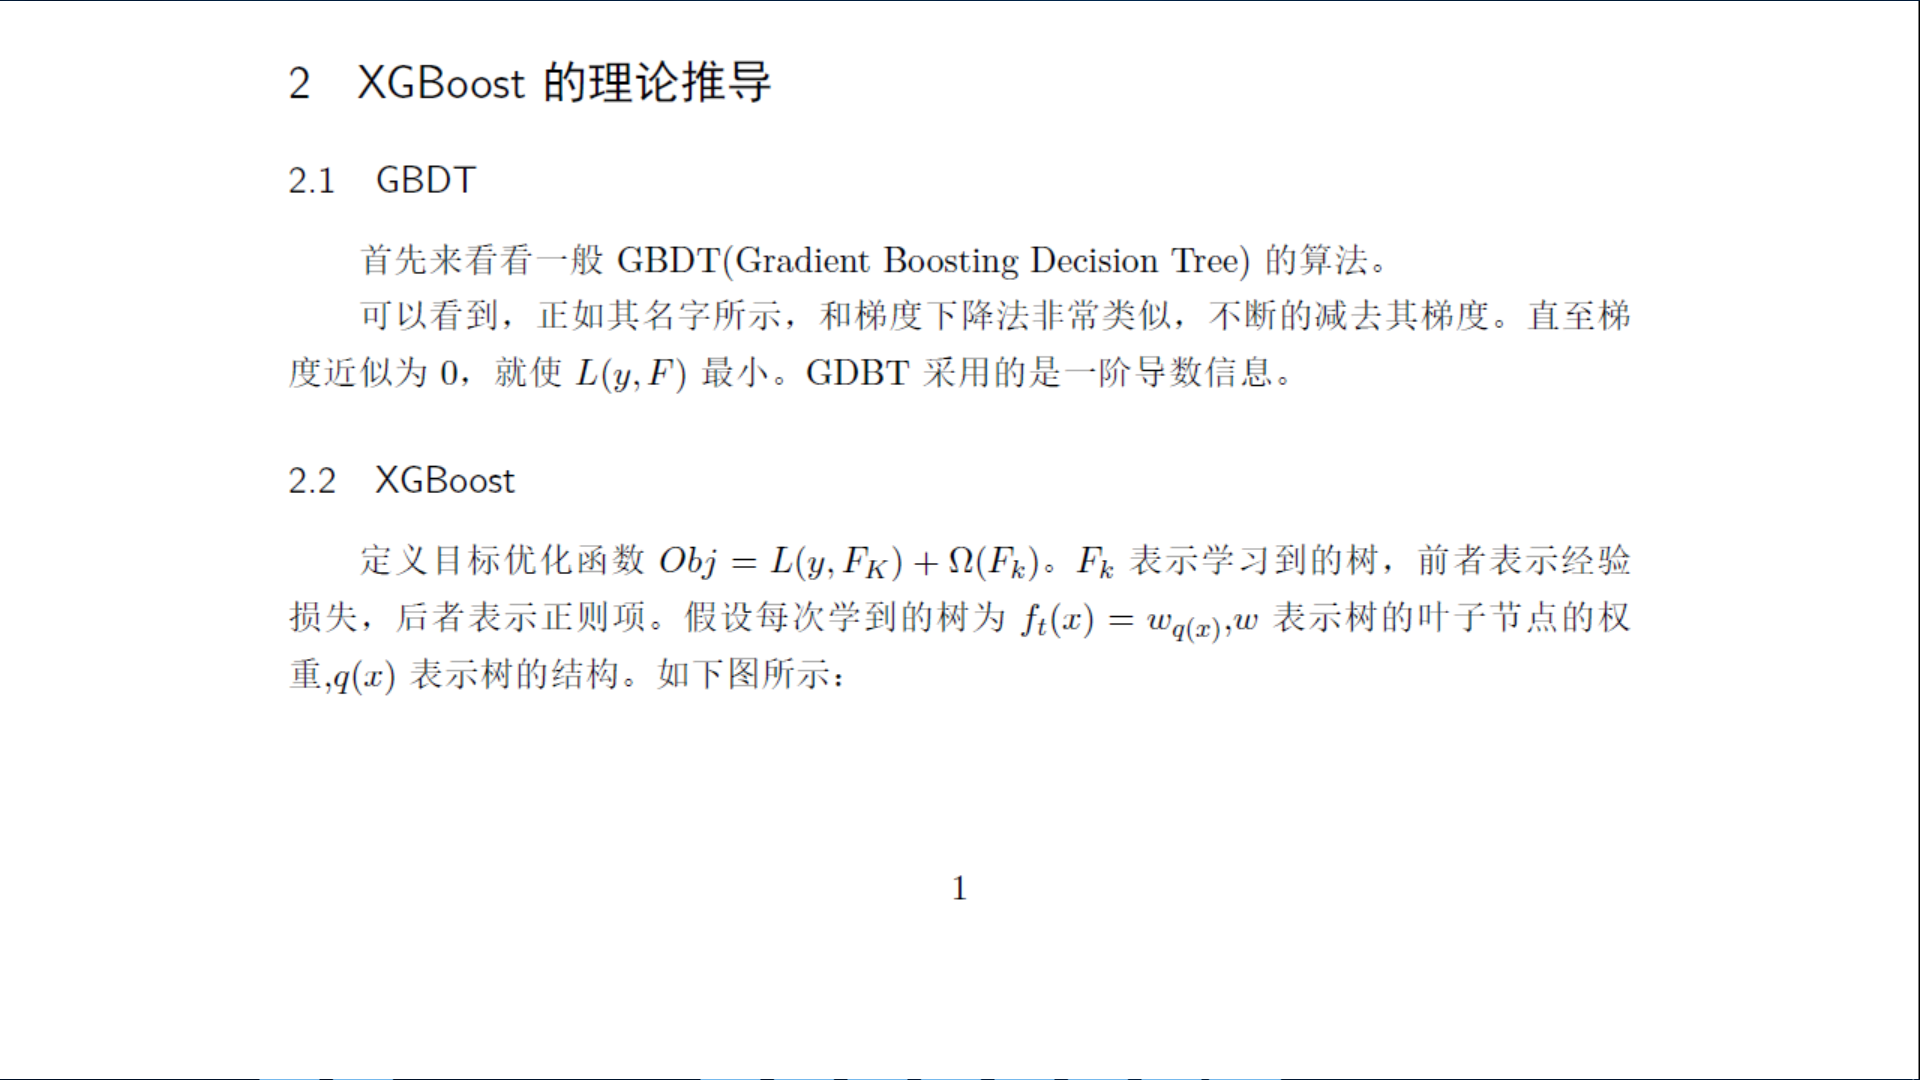 2 XGBoost 的理论推导
2.1 GBDT
首先来看看一般 GBDT(Gradient Boosting Decision Tree) 的算法。
可以看到，正如其名字所示，和梯度下降法非常类似，不断的减去其梯度。直至梯
度近似为 0，就使 L(y, F) 最小。GDBT 采用的是一阶导数信息。
2.2 XGBoost
定义目标优化函数 Obj = L(y, F_K) + Ω(F_k)。F_k 表示学习到的树，前者表示经验
损失，后者表示正则项。假设每次学到的树为 f_t(x) = w_{q(x)},w 表示树的叶子节点的权
重,q(x) 表示树的结构。如下图所示：
1